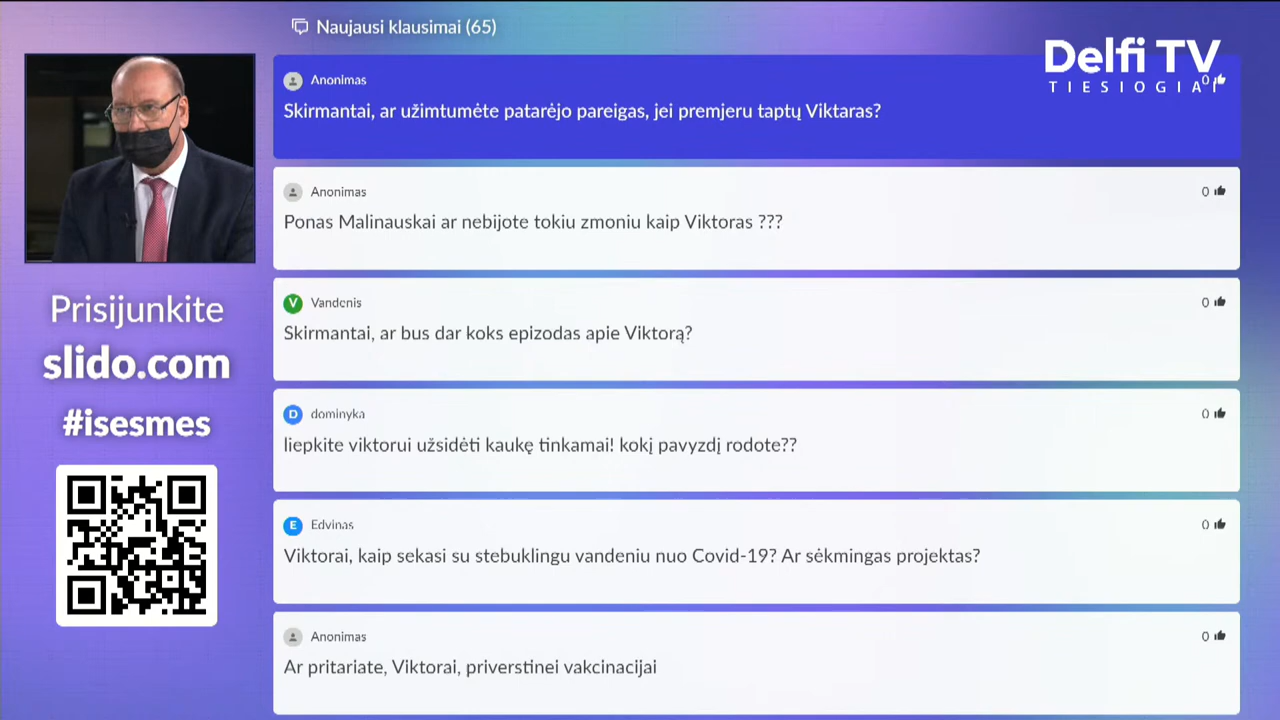 Naujausi klausimai (65)
Delfi TV
TIESIOGIAI
Anonimas
0
Skirmantai, ar užimtumėte patarėjo pareigas, jei premjeru taptų Viktaras?
Anonimas
0
Ponas Malinauskai ar nebijote tokiu zmoniu kaip Viktoras ???
V
Vandenis
0
Skirmantai, ar bus dar koks epizodas apie Viktorą?
D
dominyka
0
liepkite viktorui užsidėti kaukę tinkamai! kokį pavyzdį rodote??
E
Edvinas
0
Viktorai, kaip sekasi su stebuklingu vandeniu nuo Covid-19? Ar sėkmingas projektas?
Anonimas
0
Ar pritariate, Viktorai, priverstinei vakcinacijai
Prisijunkite
slido.com
#isesmes